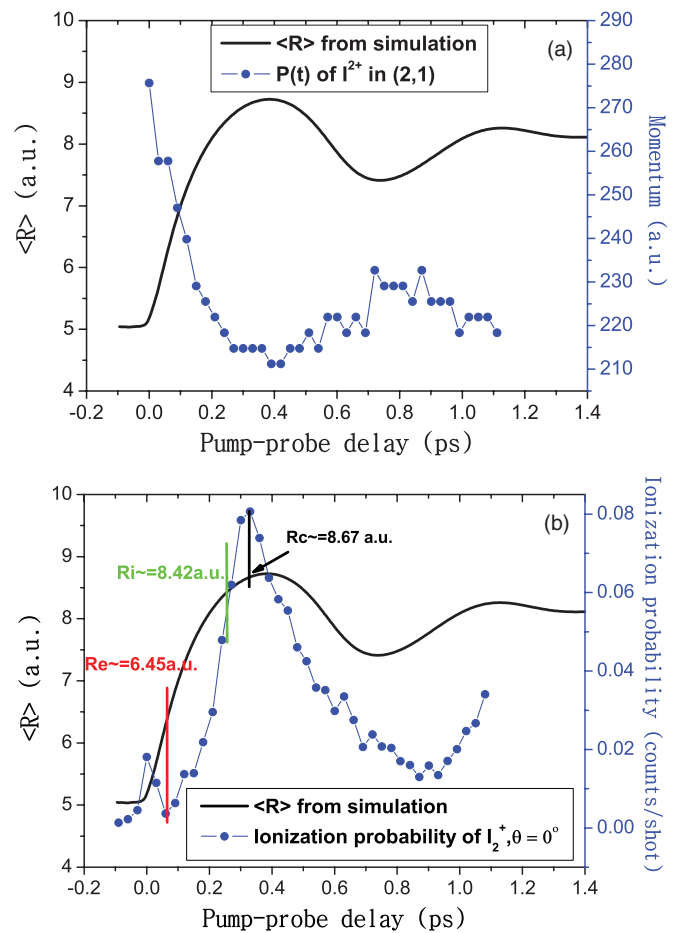 (a)
<R> from simulation
P(t) of I2+ in (2,1)
10
9
8
7
6
5
4
<R> (a.u.)
290
280
270
260
250
240
230
220
210
Momentum (a.u.)
-0.2 0.0 0.2 0.4 0.6 0.8 1.0 1.2 1.4
Pump-probe delay (ps)
(b)
Rc~=8.67 a.u.
Ri~=8.42a.u.
Re~=6.45a.u.
10
9
8
7
6
5
4
<R> (a.u.)
0.08
0.06
0.04
0.02
0.00
Ionization probability (counts/shot)
<R> from simulation
Ionization probability of I2+,θ = 0o
-0.2 0.0 0.2 0.4 0.6 0.8 1.0 1.2 1.4
Pump-probe delay (ps)